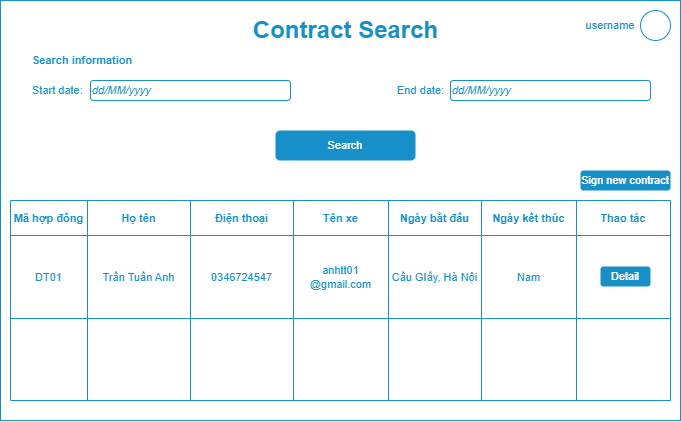 Contract Search
username
Search information
Start date: dd/MM/yyyy
End date: dd/MM/yyyy
Search
Sign new contract
Mã hợp đồng Họ tên Điện thoại Tên xe Ngày bắt đầu Ngày kết thúc Thao tác
DT01 Trần Tuấn Anh 0346724547 anhtt01
@gmail.com Cầu GIấy, Hà Nội Nam Detail